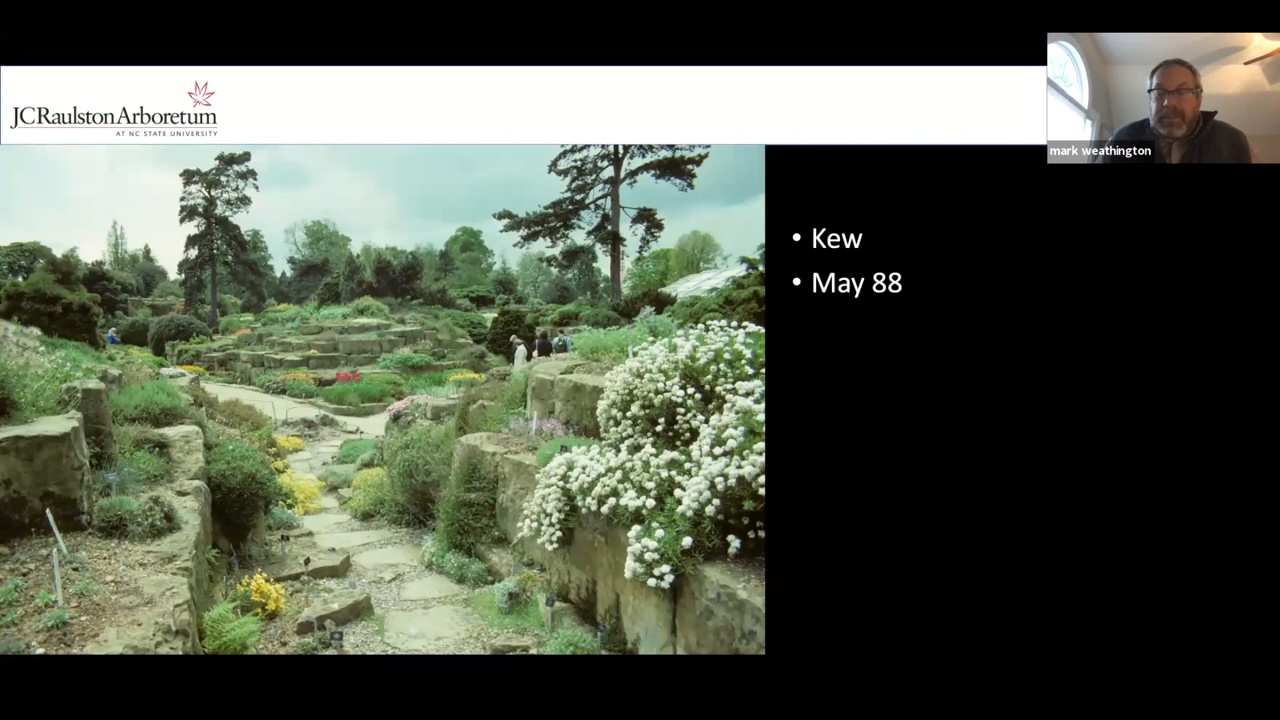 JCRaulston Arboretum
AT NC STATE UNIVERSITY
mark weathington
• Kew
• May 88